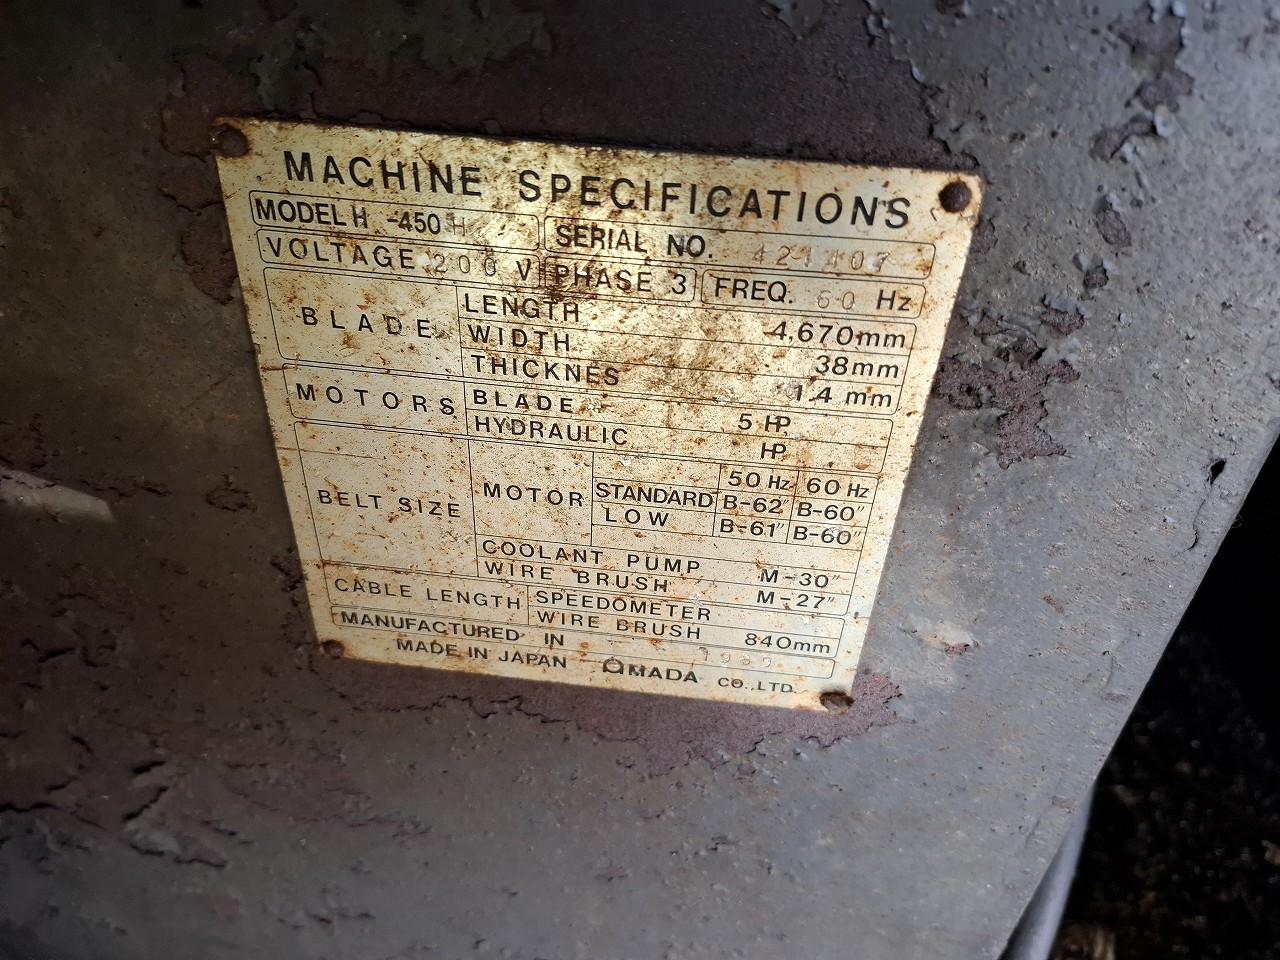 MACHINE SPECIFICATIONS
MODEL H -450 H SERIAL NO.
VOLTAGE 200 V PHASE 3 FREQ. 60 Hz
BLADE
LENGTH 4,670mm
WIDTH 38mm
THICKNES 1.4 mm
MOTORS
BLADE 5 HP
HYDRAULIC HP
BELT SIZE
MOTOR
50 Hz 60 Hz
STANDARD B-62 B-60"
LOW B-61" B-60"
COOLANT PUMP M-30"
WIRE BRUSH M-27"
CABLE LENGTH
SPEEDOMETER
WIRE BRUSH 840mm
MANUFACTURED IN
MADE IN JAPAN AMADA CO.,LTD.